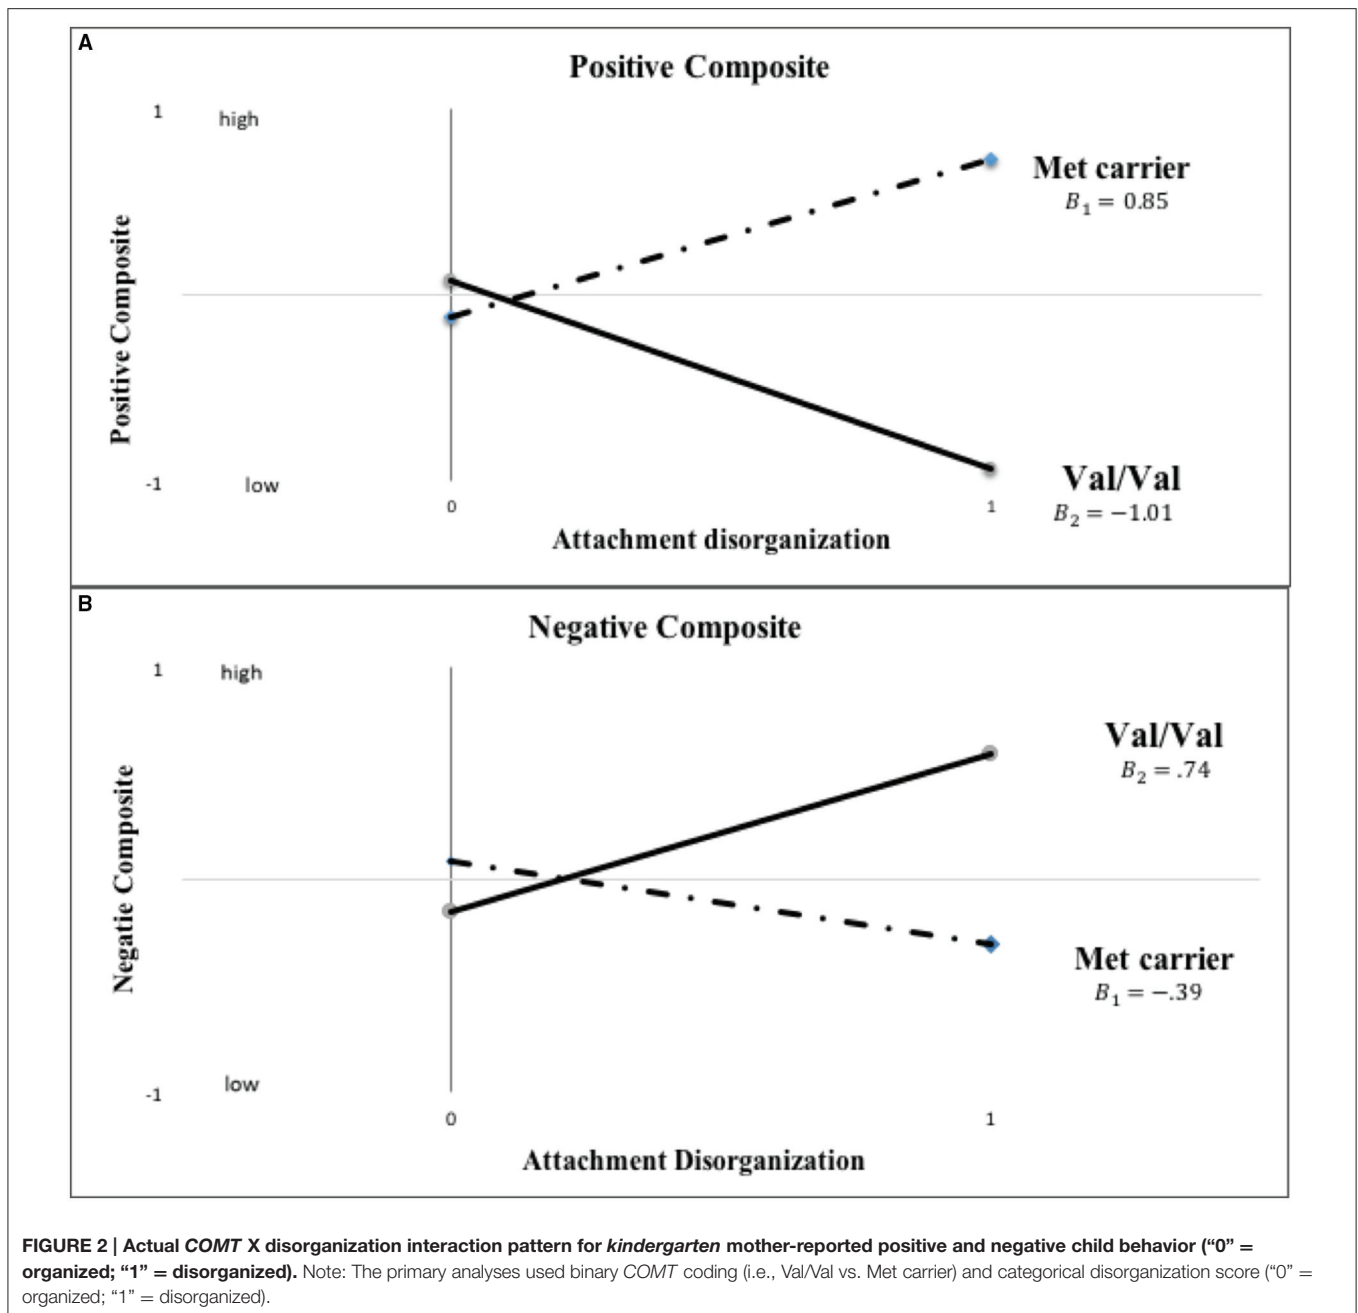 A
Positive Composite
1
high
Met carrier
B1 = 0.85
Positive Composite
-1
low
Val/Val
B2 = −1.01
0
1
Attachment disorganization
B
Negative Composite
1
high
Val/Val
B2 = .74
Negatie Composite
Met carrier
B1 = −.39
-1
low
0
1
Attachment Disorganization
FIGURE 2 | Actual COMT X disorganization interaction pattern for kindergarten mother-reported positive and negative child behavior (“0” =
organized; “1” = disorganized). Note: The primary analyses used binary COMT coding (i.e., Val/Val vs. Met carrier) and categorical disorganization score (“0” =
organized; “1” = disorganized).